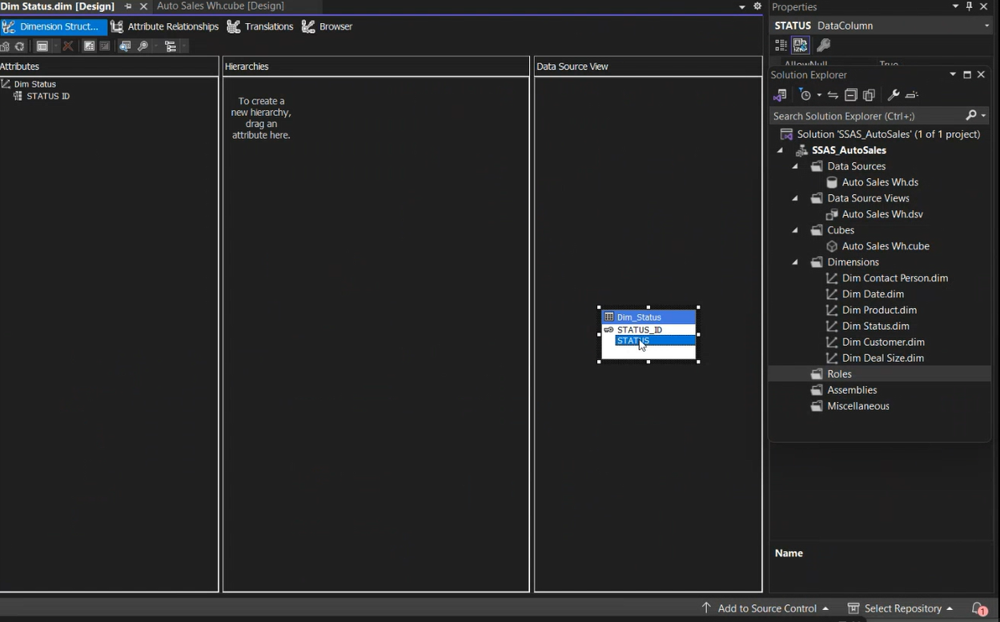 Dim Status.dim [Design]
Auto Sales Wh.cube [Design]
Dimension Struct...
Attribute Relationships
Translations
Browser
Attributes
Dim Status
STATUS ID
Hierarchies
To create a
new hierarchy,
drag an
attribute here.
Data Source View
Dim_Status
STATUS_ID
STATUS
Properties
STATUS DataColumn
AllowNull True
Solution Explorer
Search Solution Explorer (Ctrl+;)
Solution 'SSAS_AutoSales' (1 of 1 project)
SSAS_AutoSales
Data Sources
Auto Sales Wh.ds
Data Source Views
Auto Sales Wh.dsv
Cubes
Auto Sales Wh.cube
Dimensions
Dim Contact Person.dim
Dim Date.dim
Dim Product.dim
Dim Status.dim
Dim Customer.dim
Dim Deal Size.dim
Roles
Assemblies
Miscellaneous
Name
Add to Source Control
Select Repository
1